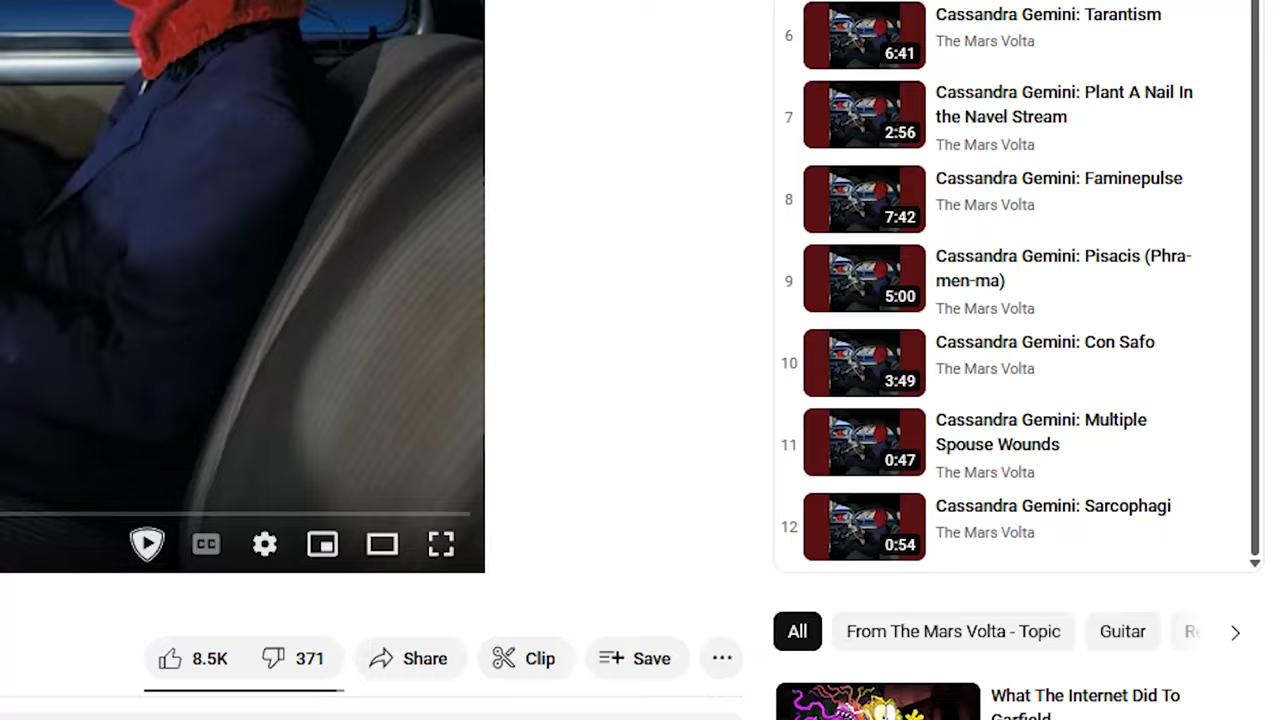 6
6:41
Cassandra Gemini: Tarantism
The Mars Volta
7
2:56
Cassandra Gemini: Plant A Nail In
the Navel Stream
The Mars Volta
8
7:42
Cassandra Gemini: Faminepulse
The Mars Volta
9
5:00
Cassandra Gemini: Pisacis (Phra-
men-ma)
The Mars Volta
10
3:49
Cassandra Gemini: Con Safo
The Mars Volta
11
0:47
Cassandra Gemini: Multiple
Spouse Wounds
The Mars Volta
12
0:54
Cassandra Gemini: Sarcophagi
The Mars Volta
CC
8.5K 371 Share Clip Save
All From The Mars Volta - Topic Guitar
What The Internet Did To
Garfield